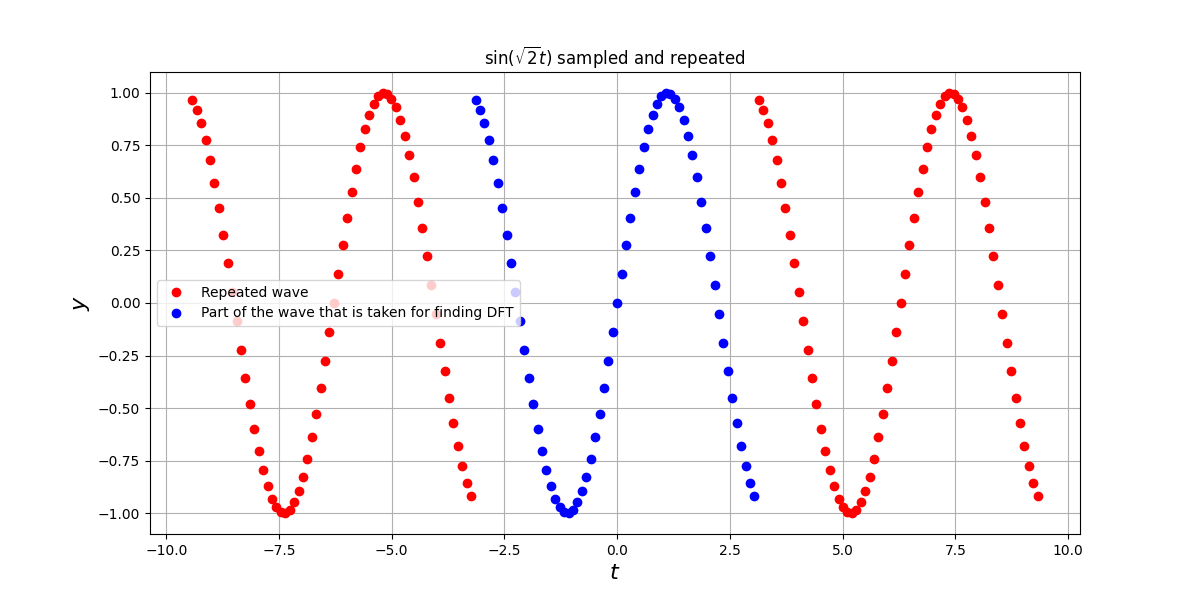 sin(√2t) sampled and repeated
1.00
0.75
0.50
0.25
0.00
−0.25
−0.50
−0.75
−1.00
y
Repeated wave
Part of the wave that is taken for finding DFT
−10.0 −7.5 −5.0 −2.5 0.0 2.5 5.0 7.5 10.0
t